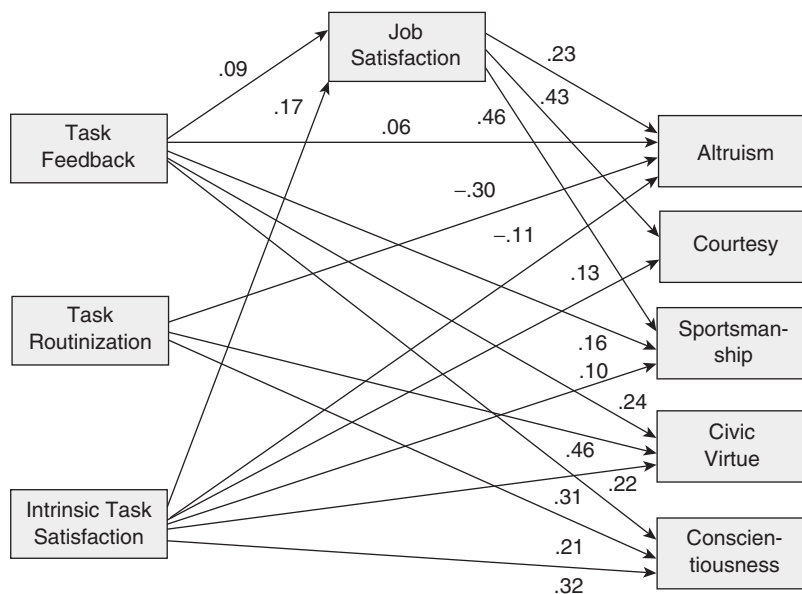 Job
Satisfaction
.09
.23
.43
.17
.46
Task
Feedback
.06
Altruism
–.30
–.11
Courtesy
.13
Task
Routinization
Sportsman-
ship
.16
.10
.24
Civic
Virtue
.46
.22
Intrinsic Task
Satisfaction
.31
Conscien-
tiousness
.21
.32